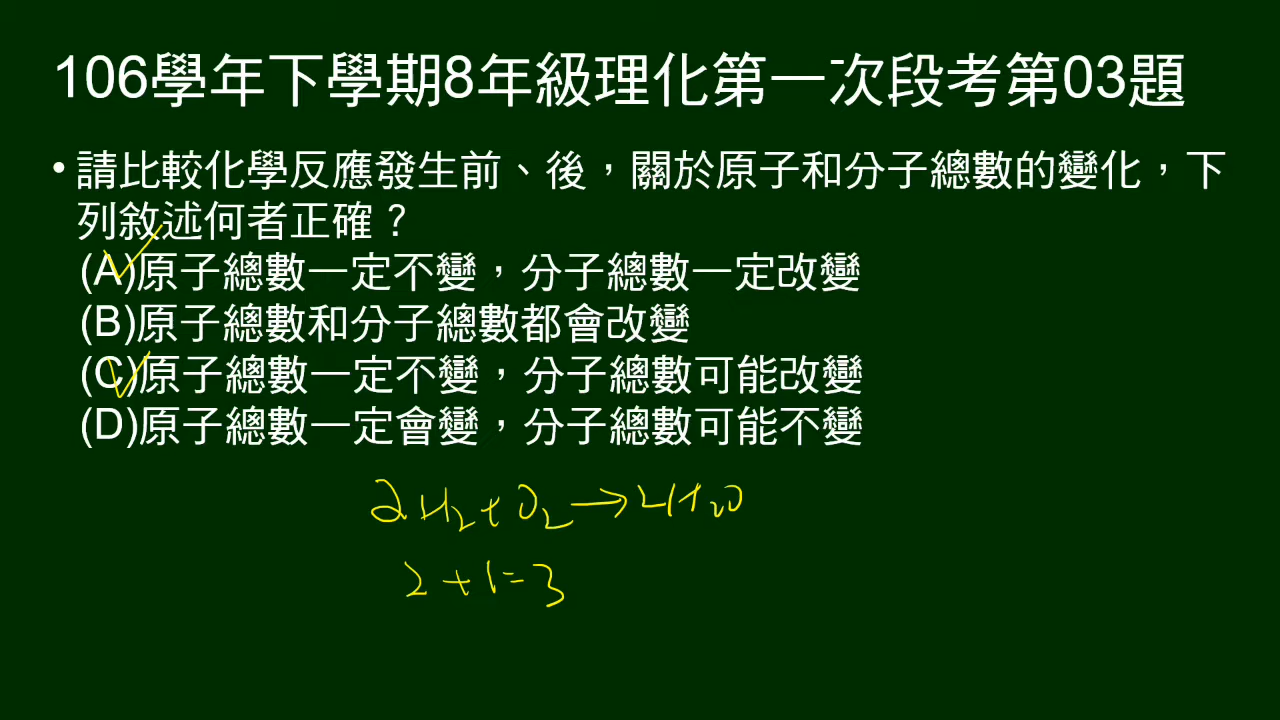 106學年下學期8年級理化第一次段考第03題
•請比較化學反應發生前、後，關於原子和分子總數的變化，下
列敘述何者正確？
(A)原子總數一定不變，分子總數一定改變
(B)原子總數和分子總數都會改變
(C)原子總數一定不變，分子總數可能改變
(D)原子總數一定會變，分子總數可能不變
2H₂+O₂→2H₂O
2+1=3